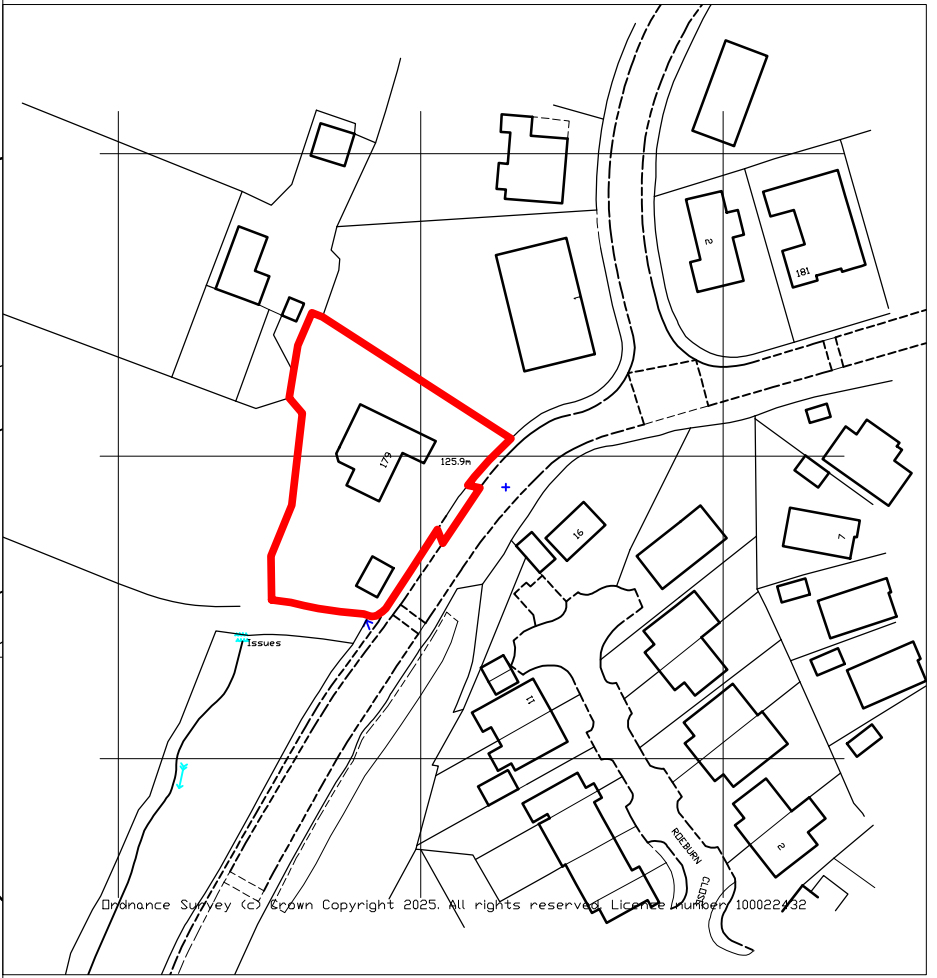 2
181
1
179
125.9m
16
7
Issues
11
ROEBURN
CLOSE
2
Ordnance Survey (c) Crown Copyright 2025. All rights reserved. Licence number 100022432